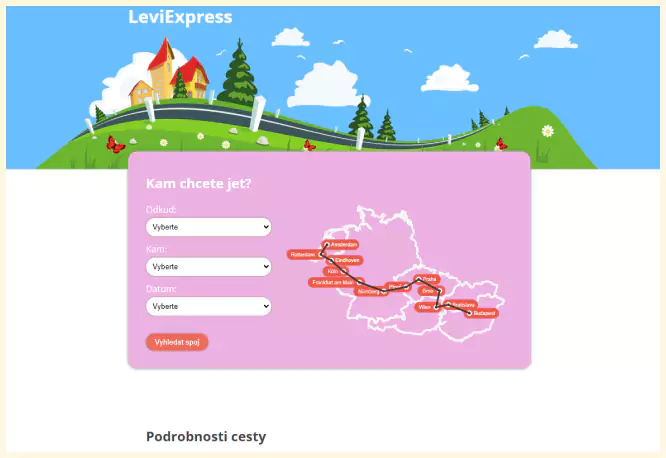 LeviExpress
Kam chcete jet?
Odkud:
Vyberte
Kam:
Vyberte
Datum:
Vyberte
Vyhledat spoj
Amsterdam
Rotterdam
Eindhoven
Köln
Frankfurt am Main
Nürnberg
Praha
Brno
Wien
Bratislava
Budapest
Podrobnosti cesty